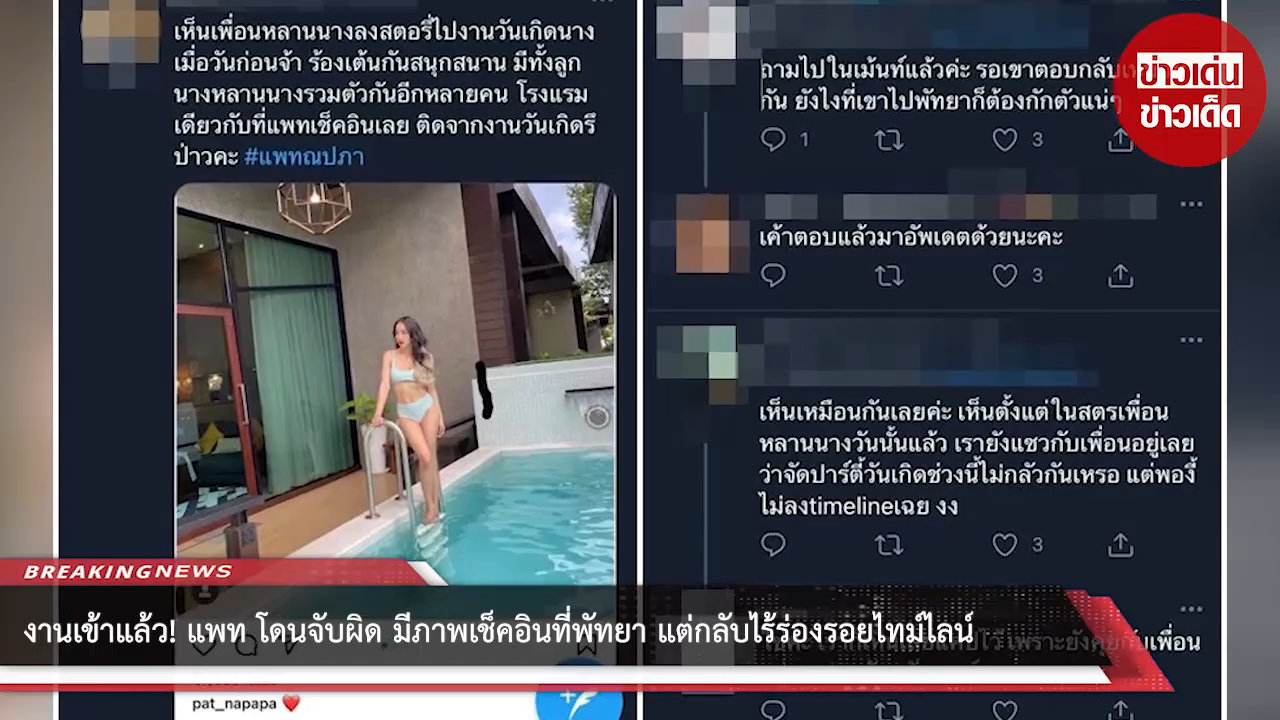 เห็นเพื่อนหลานนางลงสตอรี่ไปงานวันเกิดนาง
เมื่อวันก่อนจ้า ร้องเต้นกันสนุกสนาน มีทั้งลูก
นางหลานนางรวมตัวกันอีกหลายคน โรงแรม
เดียวกับที่แพทเช็คอินเลย ติดจากงานวันเกิดรึ
ป่าวคะ #แพทณปภา
pat_napapa ❤️
ถามไปในเม้นท์แล้วค่ะ รอเขาตอบกลับ
กัน ยังไงที่เขาไปพัทยาก็ต้องกักตัวแน่ๆ
1 3
เค้าตอบแล้วมาอัพเดตด้วยนะคะ
3
เห็นเหมือนกันเลยค่ะ เห็นตั้งแต่ในสตรเพื่อน
หลานนางวันนั้นแล้ว เรายังแซวกับเพื่อนอยู่เลย
ว่าจัดปาร์ตี้วันเกิดช่วงนี้ไม่กลัวกันเหรอ แต่พองี้
ไม่ลงtimelineเฉย งง
3
เพราะยังคุยกับเพื่อน
ข่าวเด่น
ข่าวเด็ด
BREAKING NEWS
งานเข้าแล้ว! แพท โดนจับผิด มีภาพเช็คอินที่พัทยา แต่กลับไร้ร่องรอยไทม์ไลน์